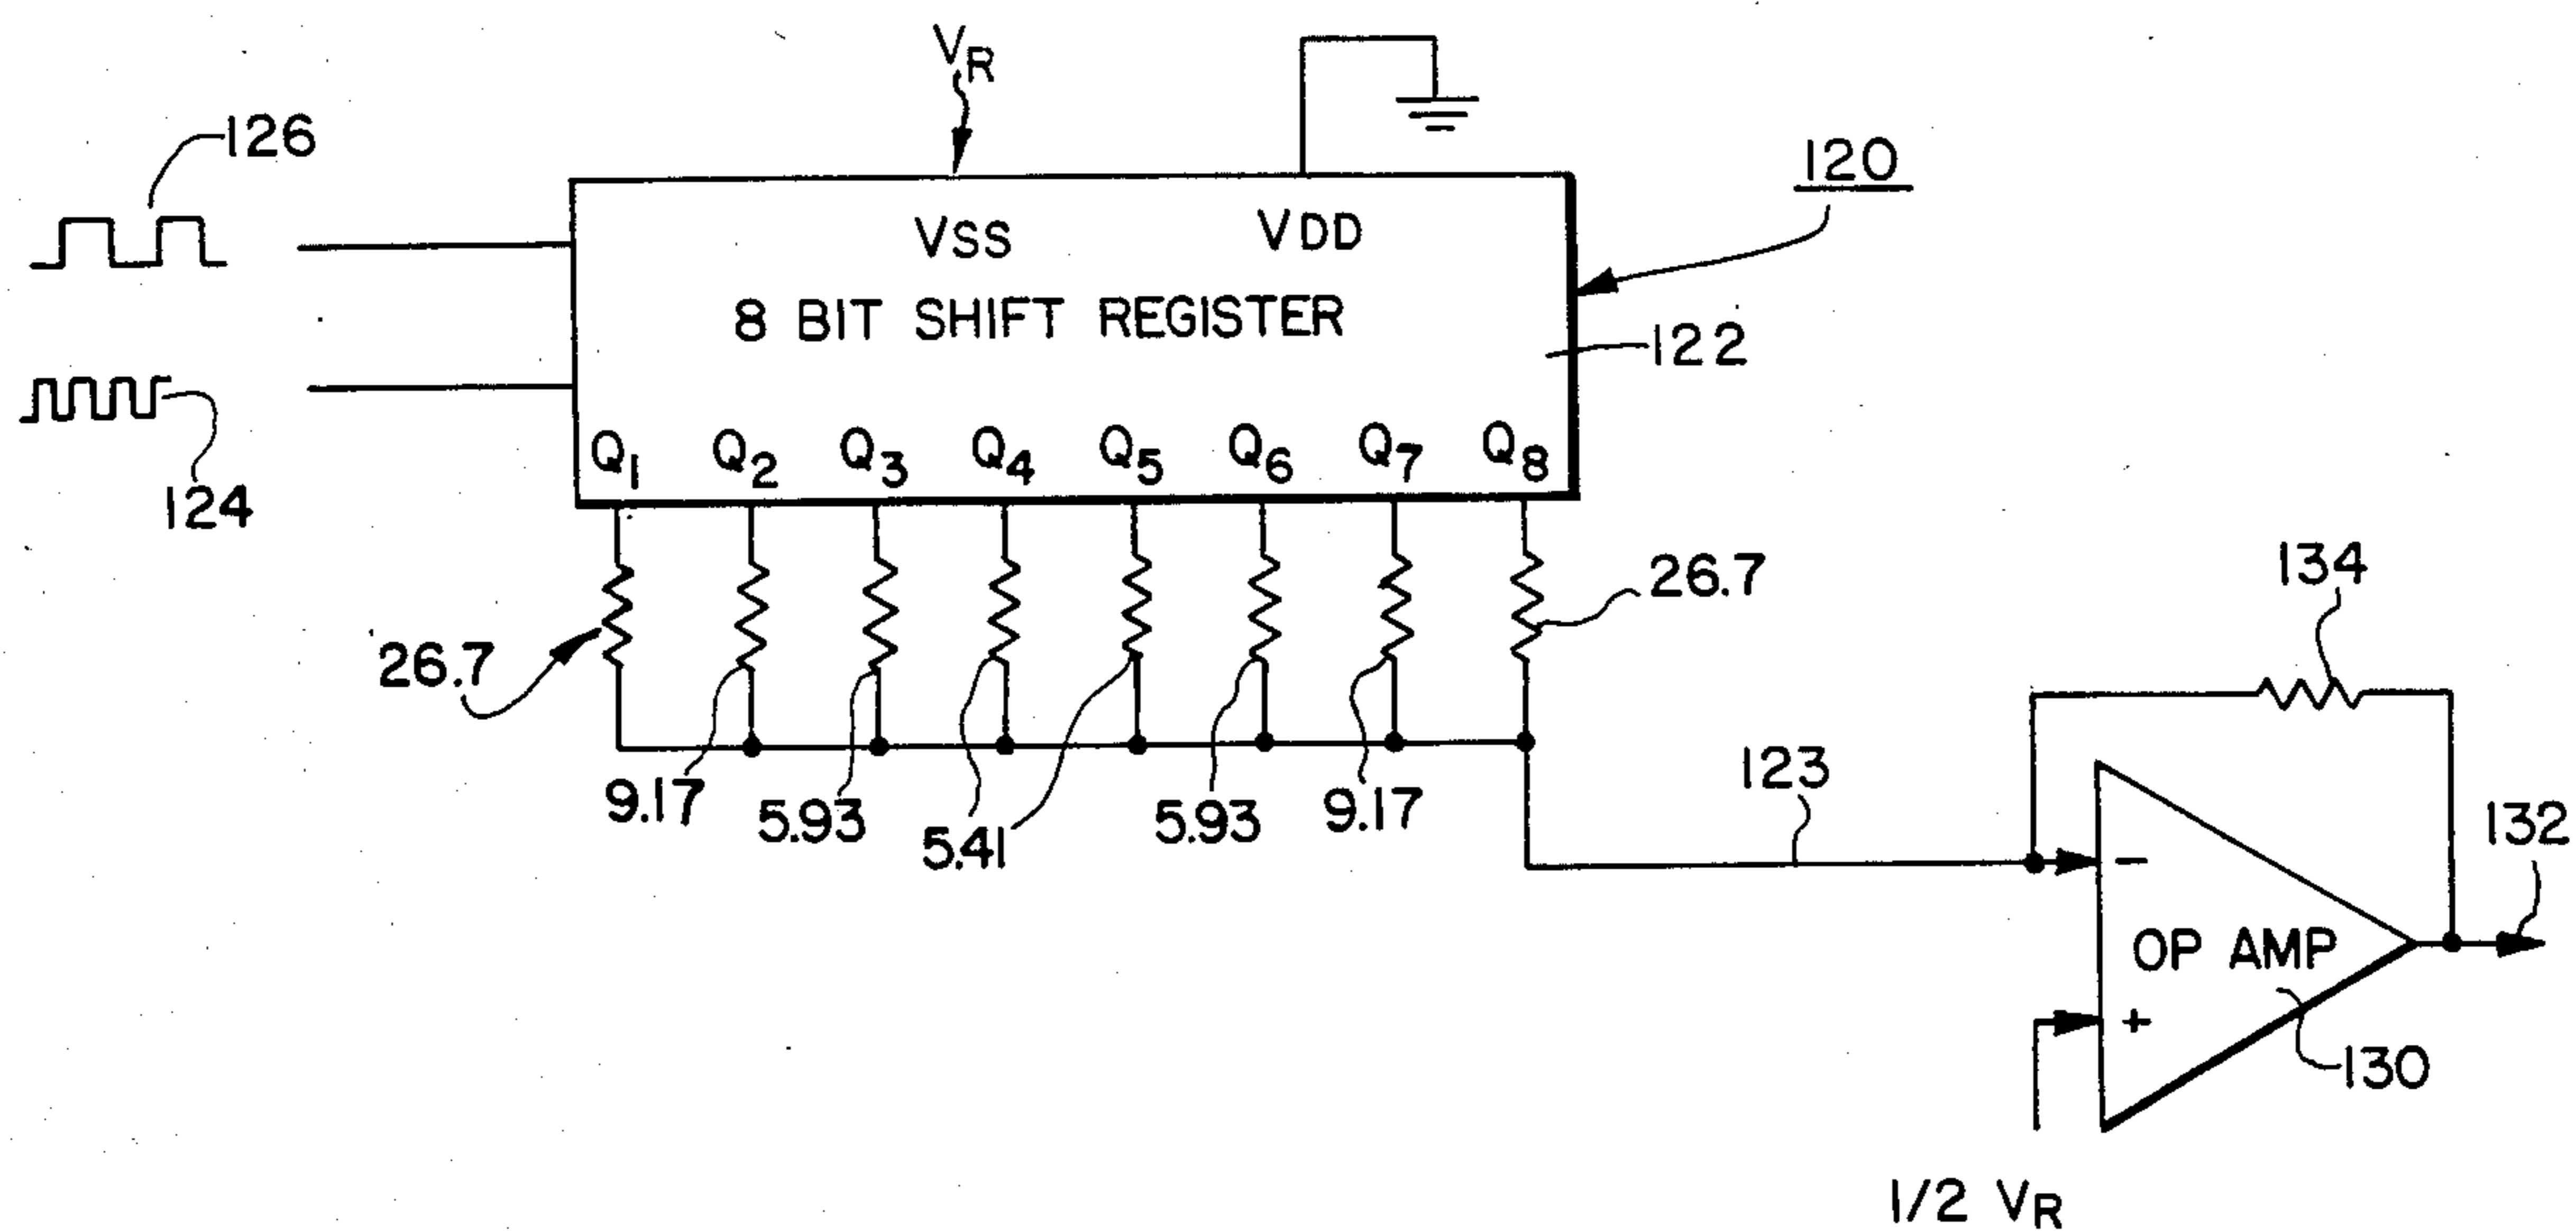 VR
126
120
VSS
VDD
8 BIT SHIFT REGISTER
122
124
Q1 Q2 Q3 Q4 Q5 Q6 Q7 Q8
26.7
26.7
134
9.17
5.93
5.41
5.93
9.17
123
132
−
OP AMP
+
130
1/2 VR